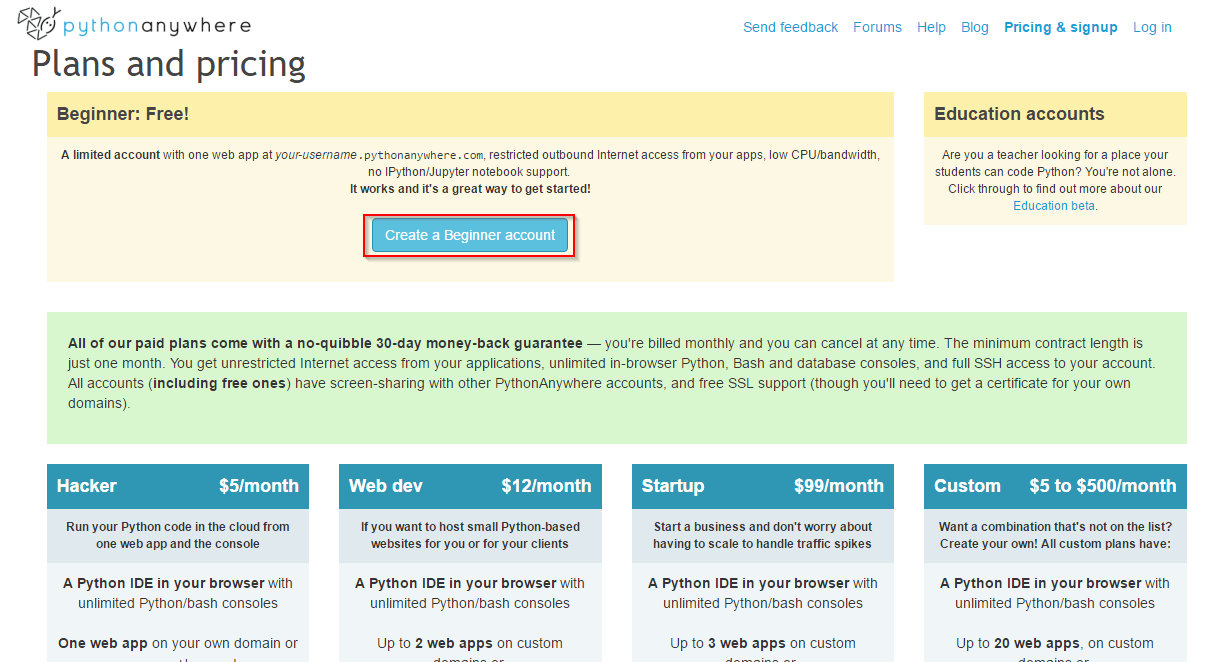 pythonanywhere
Send feedback Forums Help Blog Pricing & signup Log in
Plans and pricing
Beginner: Free!
A limited account with one web app at your-username.pythonanywhere.com, restricted outbound Internet access from your apps, low CPU/bandwidth,
no IPython/Jupyter notebook support.
It works and it's a great way to get started!
Create a Beginner account
Education accounts
Are you a teacher looking for a place your
students can code Python? You're not alone.
Click through to find out more about our
Education beta.
All of our paid plans come with a no-quibble 30-day money-back guarantee — you're billed monthly and you can cancel at any time. The minimum contract length is
just one month. You get unrestricted Internet access from your applications, unlimited in-browser Python, Bash and database consoles, and full SSH access to your account.
All accounts (including free ones) have screen-sharing with other PythonAnywhere accounts, and free SSL support (though you'll need to get a certificate for your own
domains).
Hacker $5/month
Run your Python code in the cloud from
one web app and the console
A Python IDE in your browser with
unlimited Python/bash consoles
One web app on your own domain or
Web dev $12/month
If you want to host small Python-based
websites for you or for your clients
A Python IDE in your browser with
unlimited Python/bash consoles
Up to 2 web apps on custom
domains or
Startup $99/month
Start a business and don't worry about
having to scale to handle traffic spikes
A Python IDE in your browser with
unlimited Python/bash consoles
Up to 3 web apps on custom
domains or
Custom $5 to $500/month
Want a combination that's not on the list?
Create your own! All custom plans have:
A Python IDE in your browser with
unlimited Python/bash consoles
Up to 20 web apps, on custom
domains or